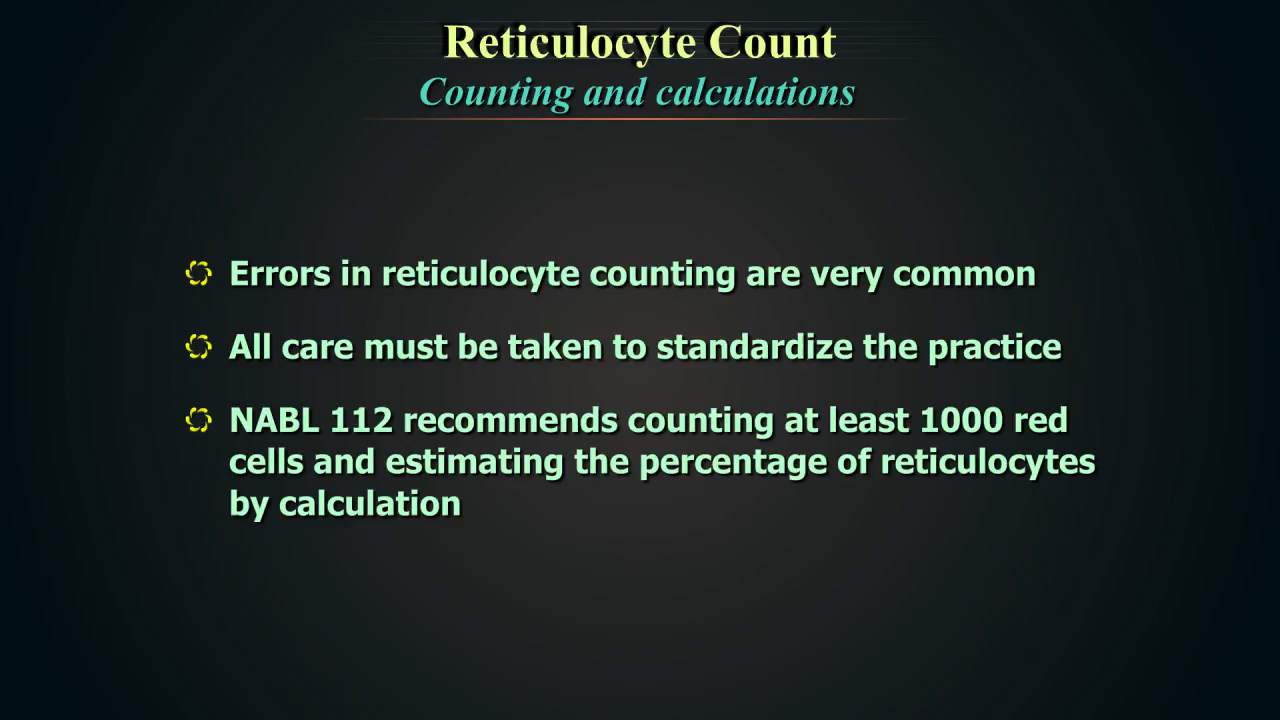 Reticulocyte Count
Counting and calculations
Errors in reticulocyte counting are very common
All care must be taken to standardize the practice
NABL 112 recommends counting at least 1000 red
cells and estimating the percentage of reticulocytes
by calculation